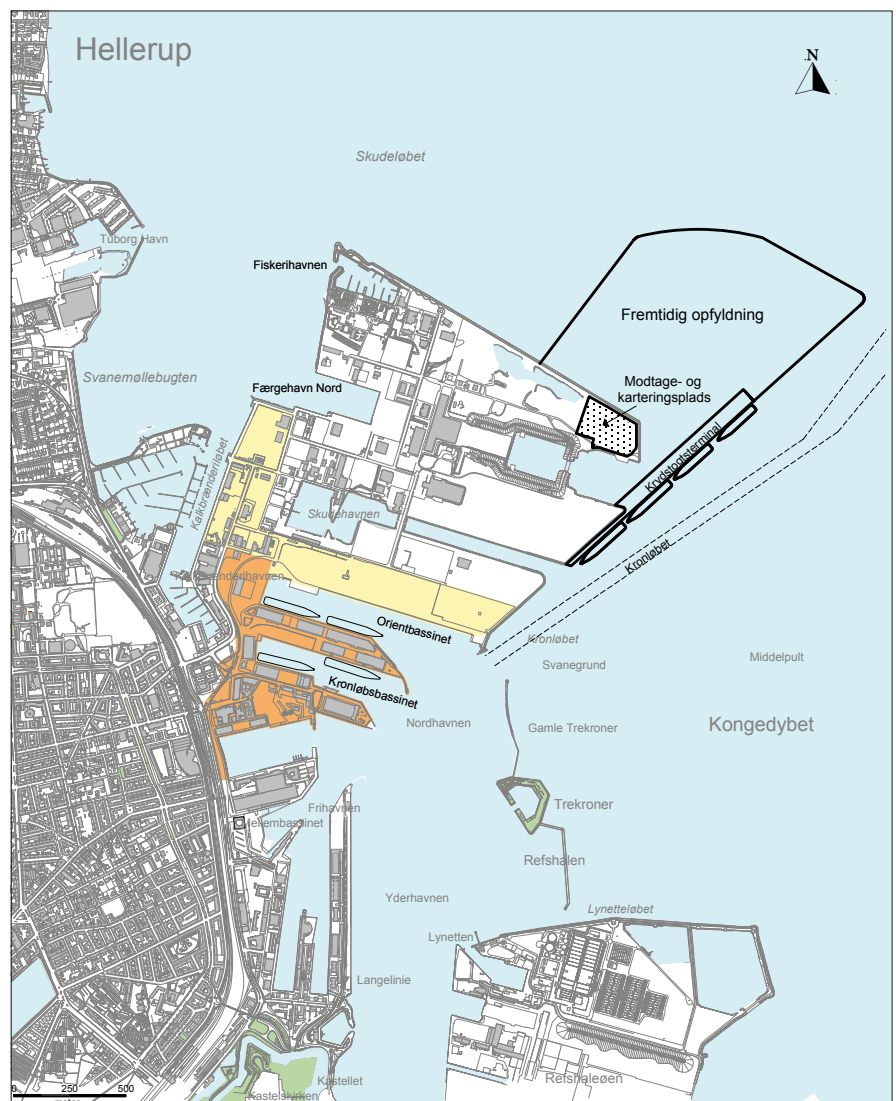 Hellerup
N
Skudeløbet
Tuborg Havn
Fiskerihavnen
Fremtidig opfyldning
Svanemøllebugten
Modtage- og
karteringsplads
Færgehavn Nord
Krydstogtsterminal
Kalkbrænderiløbet
Skudehavnen
Kronløbet
Orientbassinet
Kronløbet
Svanegrund
Middelpult
Kronløbsbassinet
Nordhavnen
Gamle Trekroner
Kongedybet
Trekroner
Frihavnen
Mellembassinet
Refshalen
Yderhavnen
Lynetteløbet
Lynetten
Langelinie
Refshaleøen
Kastellet
Kastelskirken
0 250 500